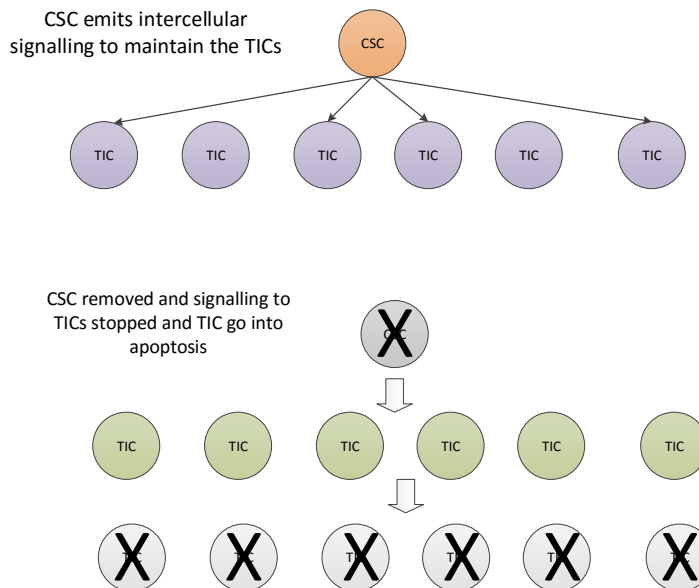 CSC emits intercellular
signalling to maintain the TICs
CSC
TIC TIC TIC TIC TIC TIC
CSC removed and signalling to
TICs stopped and TIC go into
apoptosis
TIC TIC TIC TIC TIC TIC